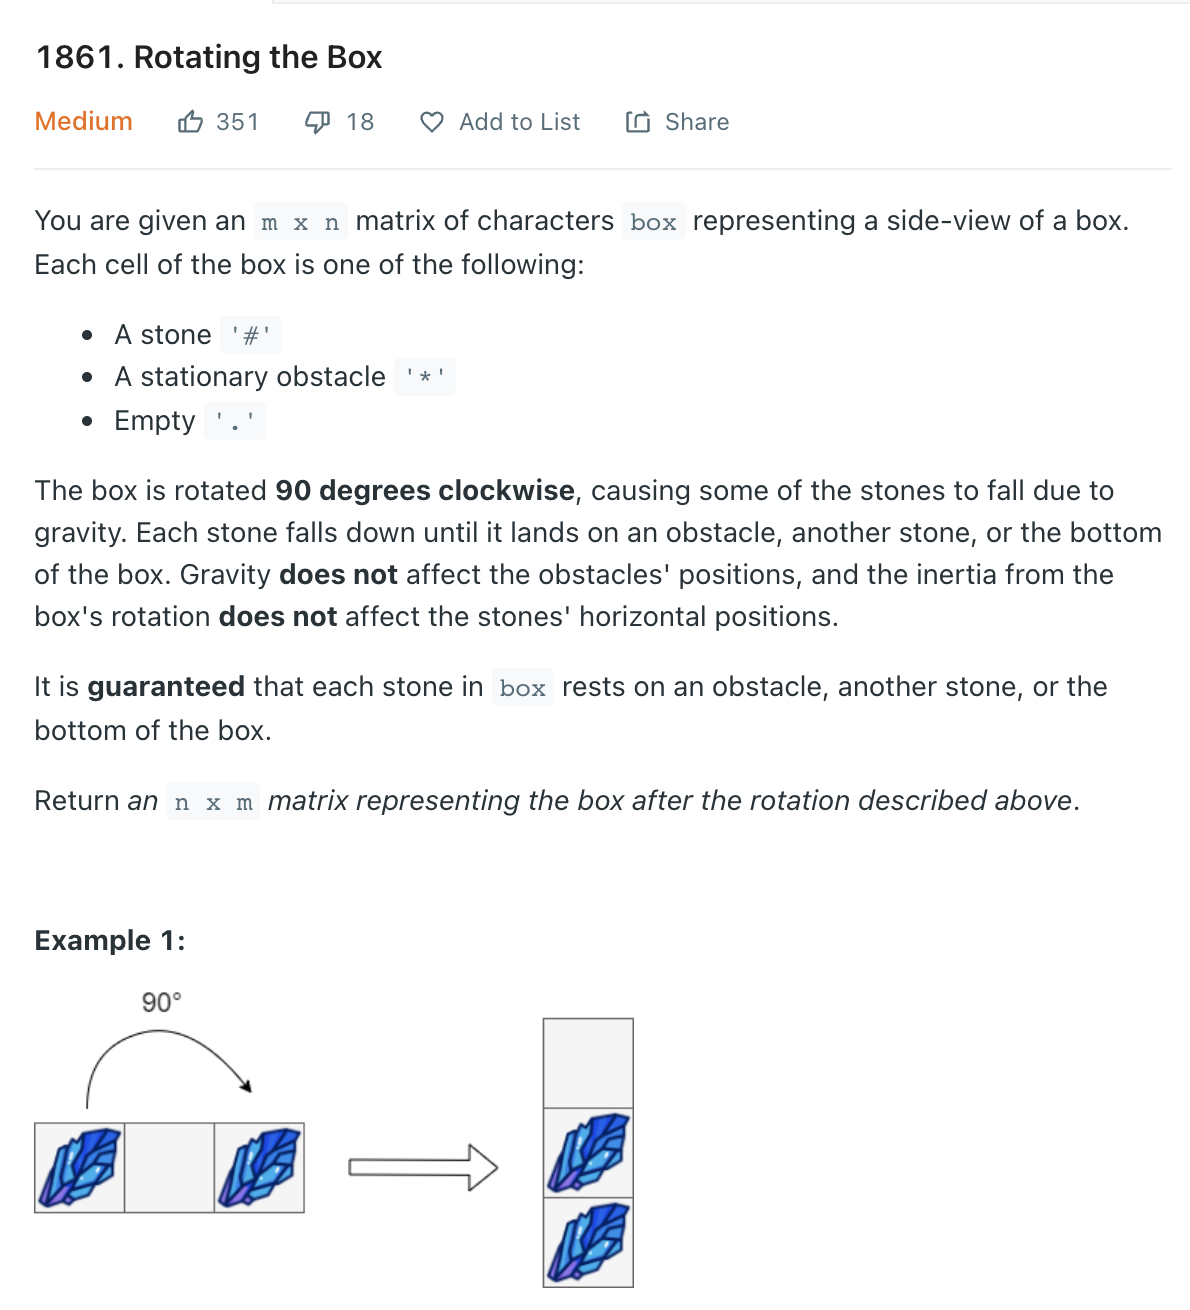 1861. Rotating the Box
Medium 351 18 Add to List Share
You are given an m x n matrix of characters box representing a side-view of a box.
Each cell of the box is one of the following:
• A stone '#'
• A stationary obstacle '*'
• Empty '.'
The box is rotated 90 degrees clockwise, causing some of the stones to fall due to
gravity. Each stone falls down until it lands on an obstacle, another stone, or the bottom
of the box. Gravity does not affect the obstacles' positions, and the inertia from the
box's rotation does not affect the stones' horizontal positions.
It is guaranteed that each stone in box rests on an obstacle, another stone, or the
bottom of the box.
Return an n x m matrix representing the box after the rotation described above.
Example 1:
90°